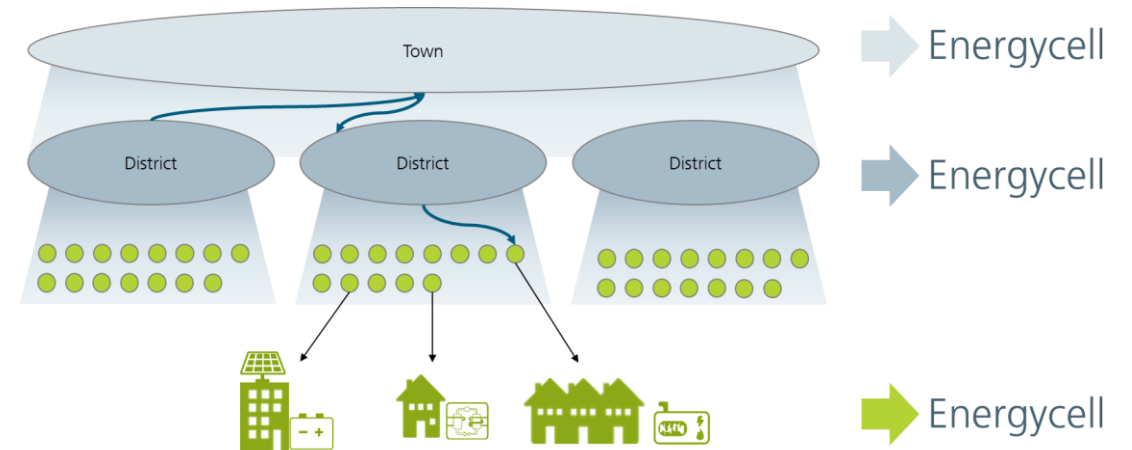 Town
Energycell
District
District
District
Energycell
Energycell